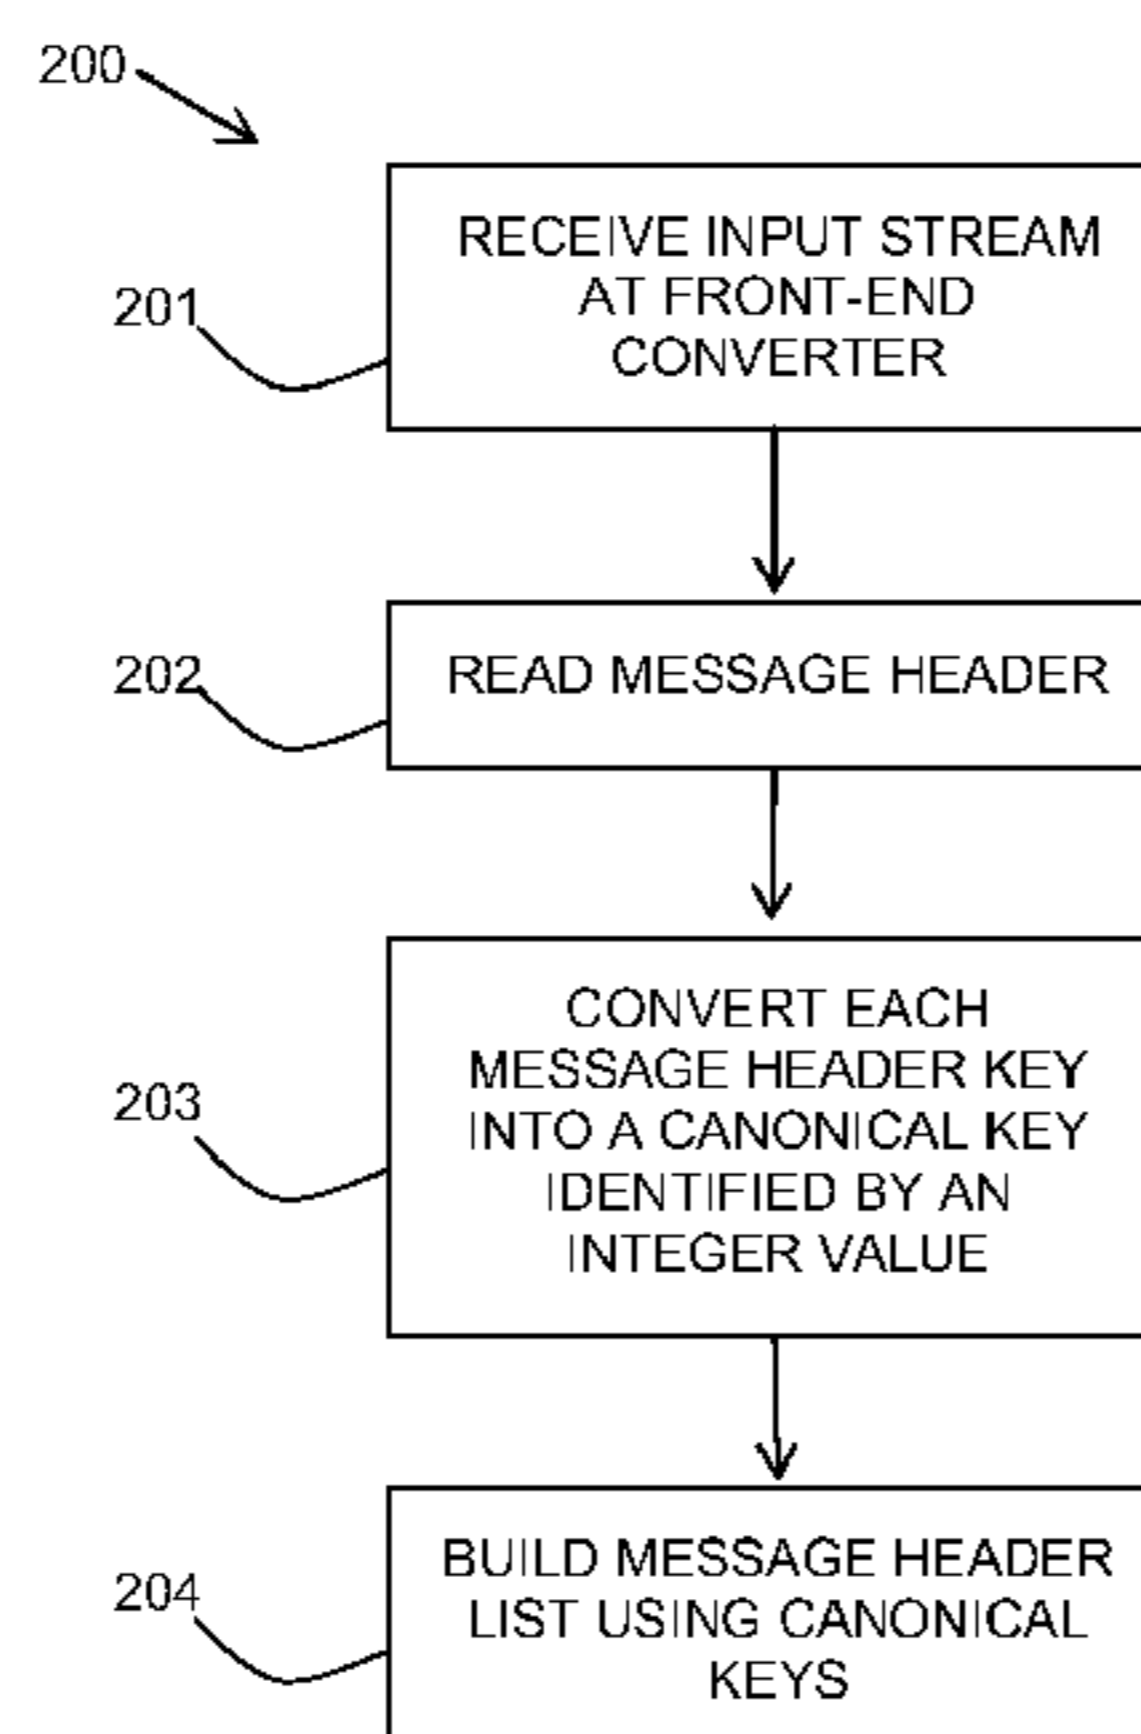 200
201
RECEIVE INPUT STREAM
AT FRONT-END
CONVERTER
202
READ MESSAGE HEADER
203
CONVERT EACH
MESSAGE HEADER KEY
INTO A CANONICAL KEY
IDENTIFIED BY AN
INTEGER VALUE
204
BUILD MESSAGE HEADER
LIST USING CANONICAL
KEYS